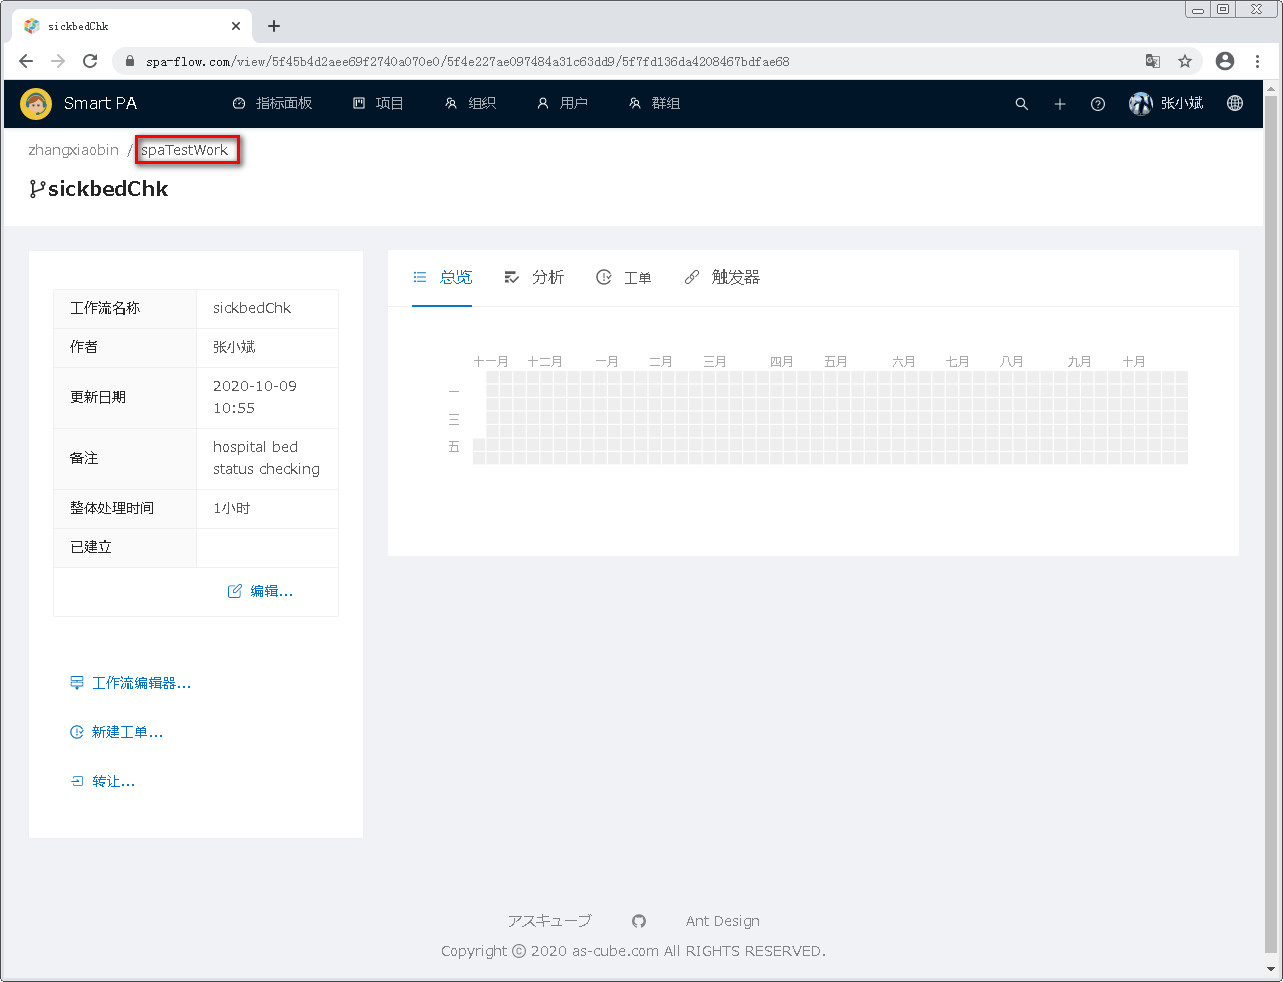 sickbedChk
spa-flow.com/view/5f45b4d2aee69f2740a070e0/5f4e227ae097484a31c63dd9/5f7fd136da4208467bdfae68
Smart PA 指标面板 项目 组织 用户 群组 张小斌
zhangxiaobin / spaTestWork
sickbedChk
工作流名称 sickbedChk
作者 张小斌
更新日期 2020-10-09
10:55
备注 hospital bed
status checking
整体处理时间 1小时
已建立
编辑...
工作流编辑器...
新建工单...
转让...
总览 分析 工单 触发器
十一月 十二月 一月 二月 三月 四月 五月 六月 七月 八月 九月 十月
一
三
五
アスキューブ Ant Design
Copyright © 2020 as-cube.com All RIGHTS RESERVED.